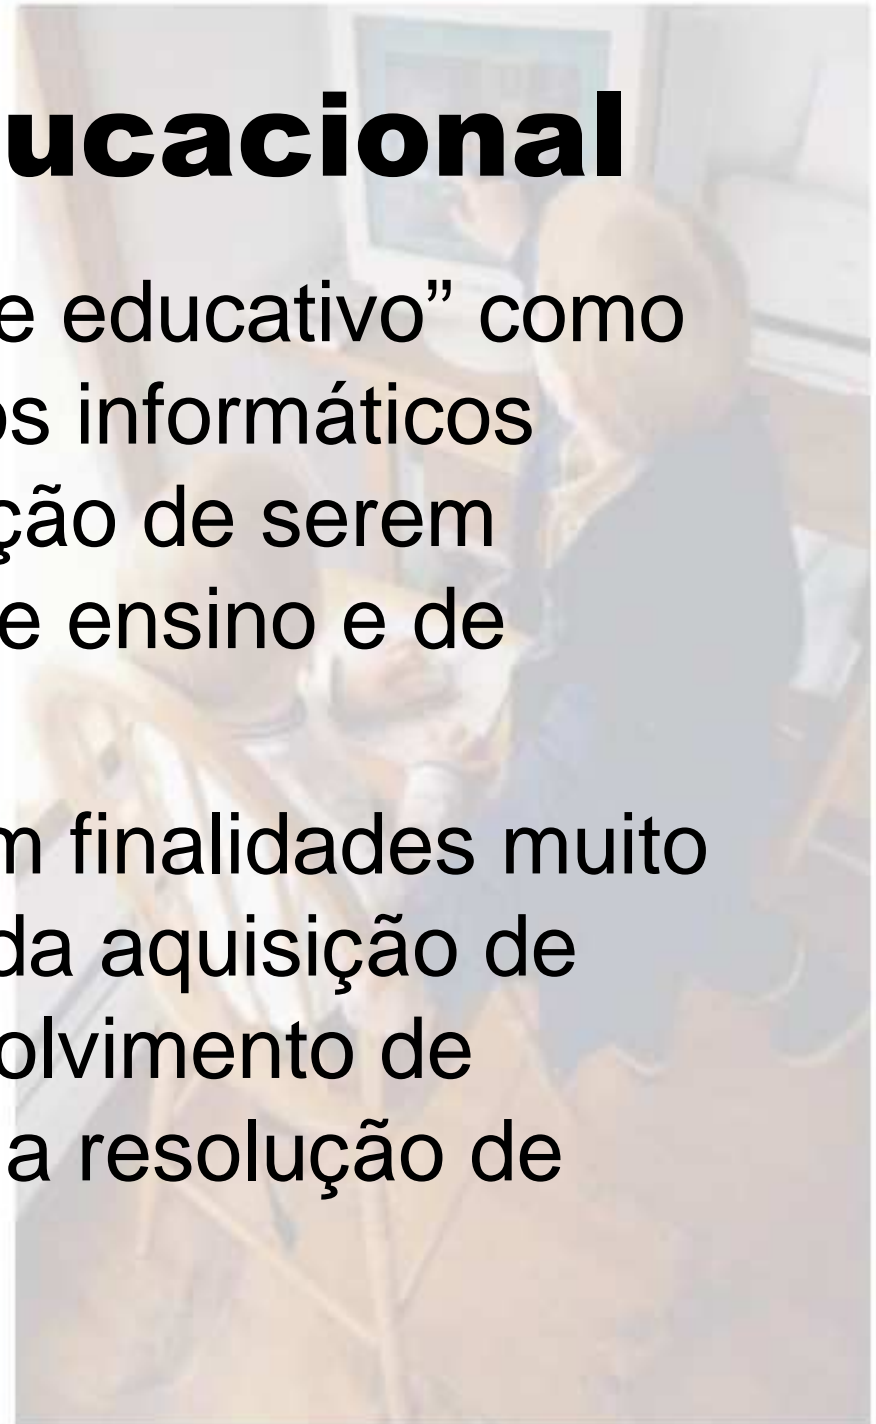 ucacional
e educativo” como
os informáticos
ção de serem
e ensino e de
m finalidades muito
da aquisição de
olvimento de
a resolução de